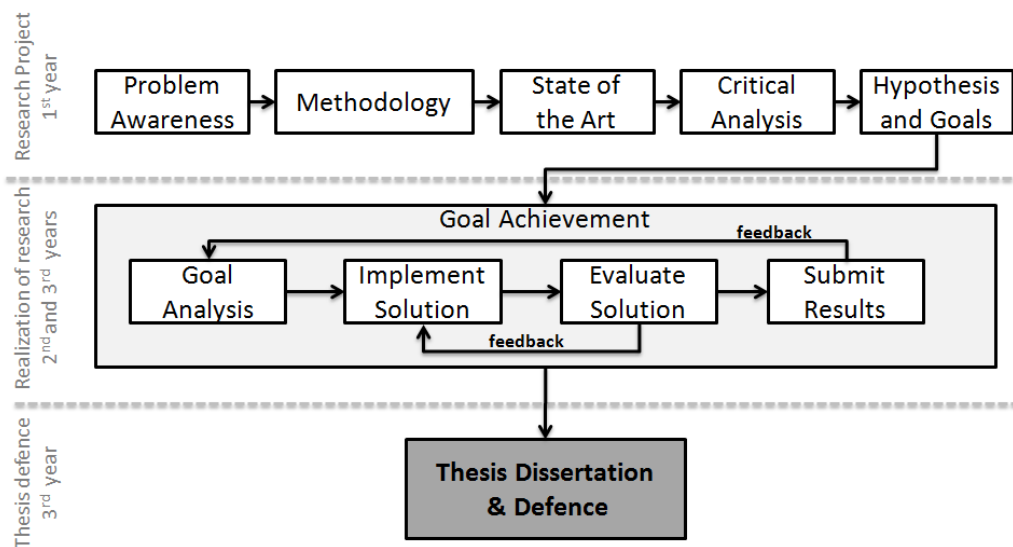 Research Project
1st year
Problem
Awareness
Methodology
State of
the Art
Critical
Analysis
Hypothesis
and Goals
Realization of research
2nd and 3rd years
Goal Achievement
feedback
Goal
Analysis
Implement
Solution
Evaluate
Solution
Submit
Results
feedback
Thesis defence
3rd year
Thesis Dissertation
& Defence